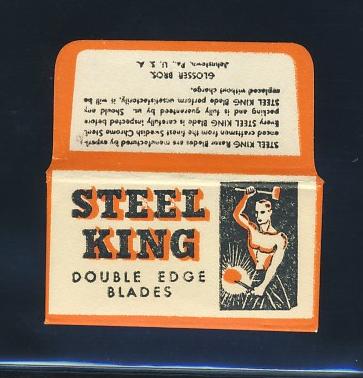 STEEL KING Razor Blades are manufactured by experi-
enced craftsmen from the finest Swedish Chrome Steel.
Every STEEL KING Blade is carefully inspected before
packing and is fully guaranteed by us. Should any
STEEL KING Blade perform unsatisfactorily, it will be
replaced without charge.
GLOSSER BROS.
Johnstown, Pa., U. S. A.
STEEL
KING
DOUBLE EDGE
BLADES